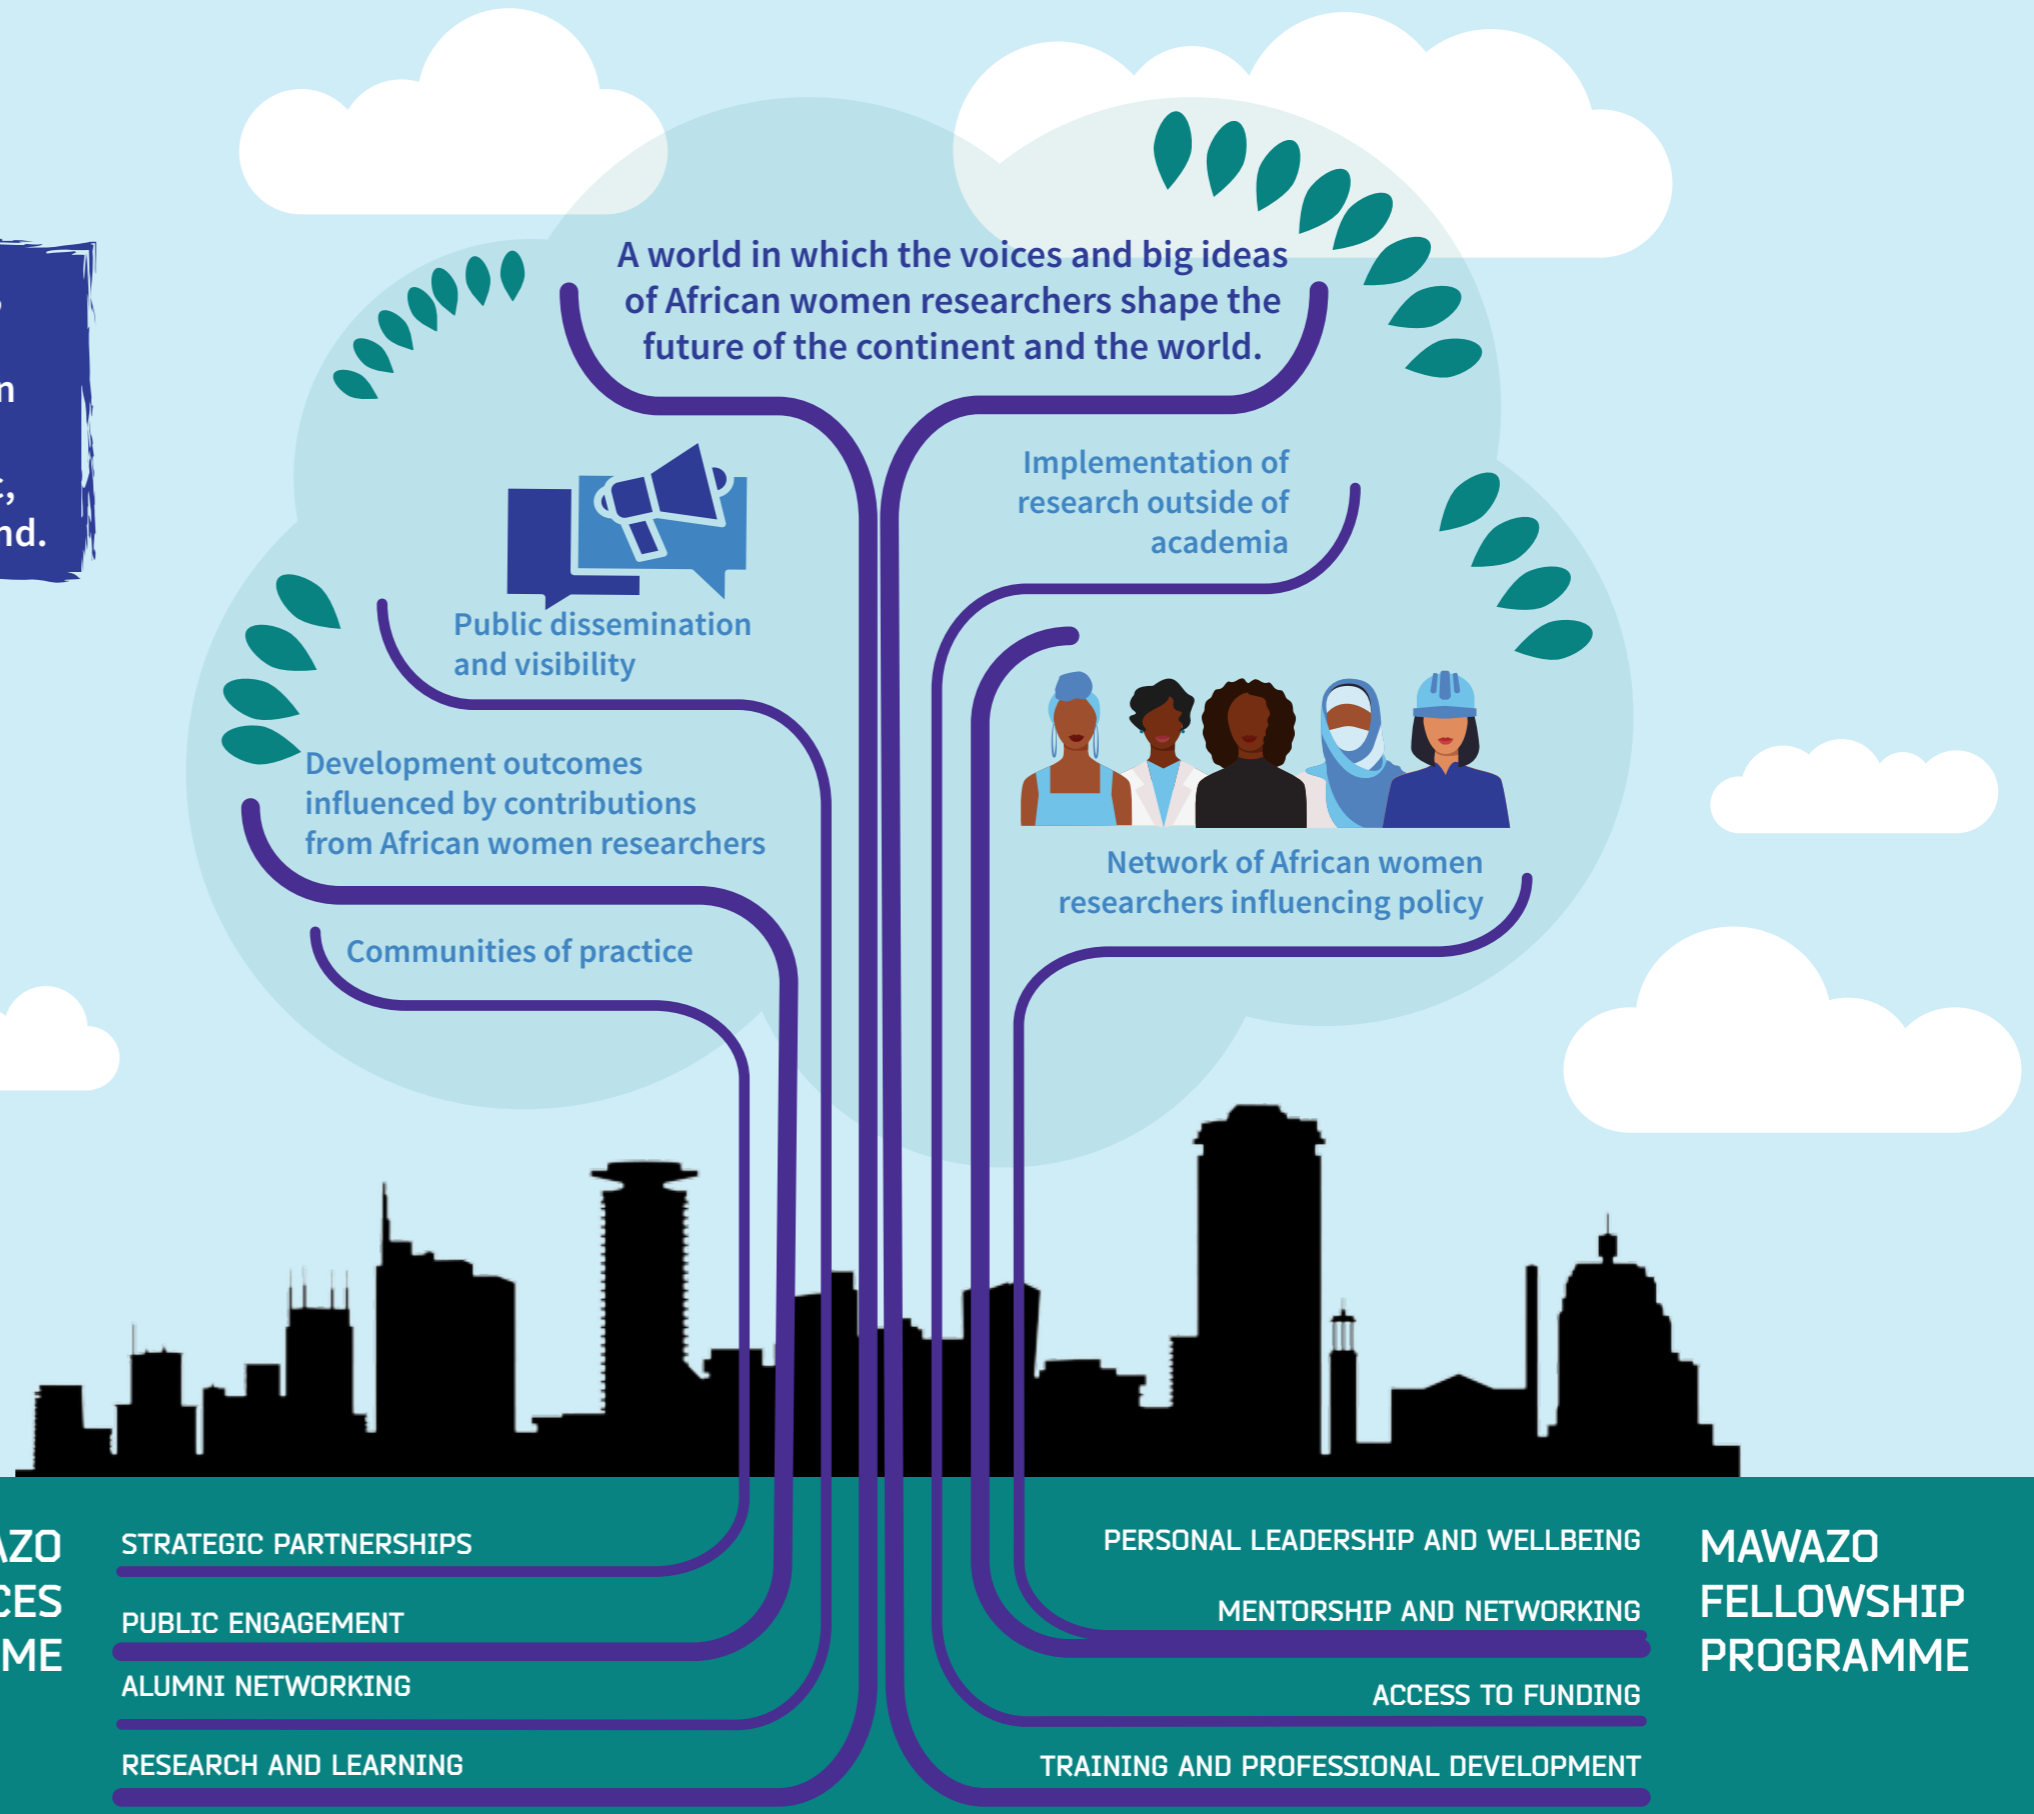 nd.
A world in which the voices and big ideas
of African women researchers shape the
future of the continent and the world.
Implementation of
research outside of
academia
Public dissemination
and visibility
Development outcomes
influenced by contributions
from African women researchers
Network of African women
researchers influencing policy
Communities of practice
AZO
CES
ME
STRATEGIC PARTNERSHIPS
PUBLIC ENGAGEMENT
ALUMNI NETWORKING
RESEARCH AND LEARNING
PERSONAL LEADERSHIP AND WELLBEING
MENTORSHIP AND NETWORKING
ACCESS TO FUNDING
TRAINING AND PROFESSIONAL DEVELOPMENT
MAWAZO
FELLOWSHIP
PROGRAMME